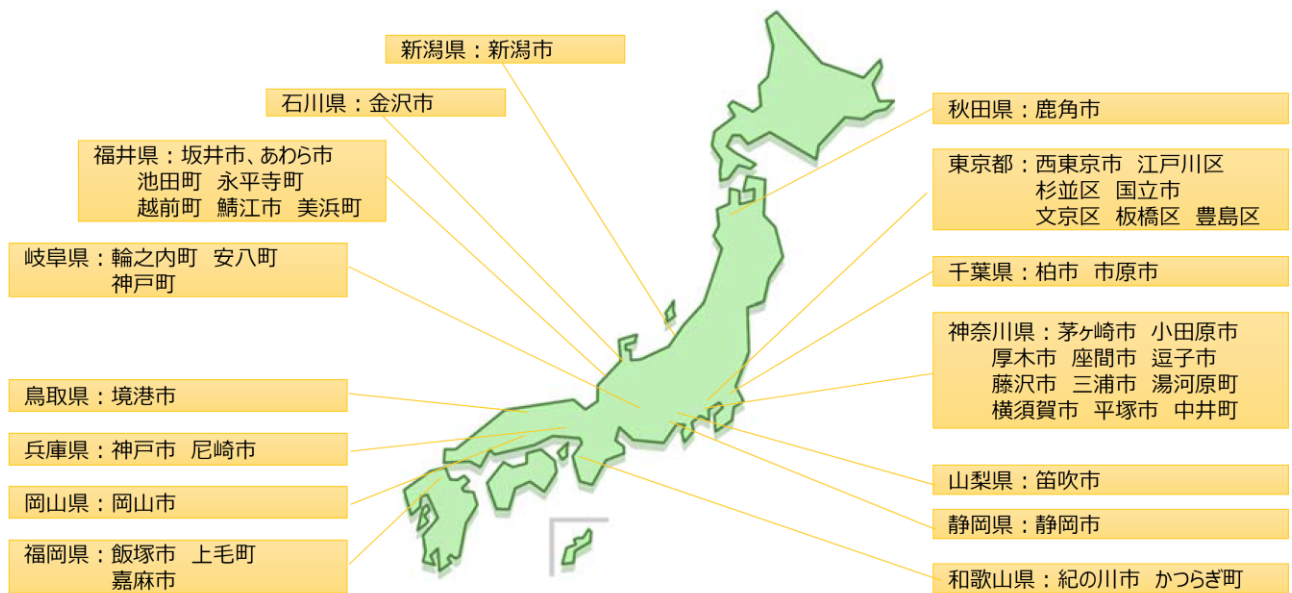 新潟県：新潟市
石川県：金沢市
福井県：坂井市、あわら市
池田町 永平寺町
越前町 鯖江市 美浜町
岐阜県：輪之内町 安八町
神戸町
鳥取県：境港市
兵庫県：神戸市 尼崎市
岡山県：岡山市
福岡県：飯塚市 上毛町
嘉麻市
秋田県：鹿角市
東京都：西東京市 江戸川区
杉並区 国立市
文京区 板橋区 豊島区
千葉県：柏市 市原市
神奈川県：茅ヶ崎市 小田原市
厚木市 座間市 逗子市
藤沢市 三浦市 湯河原町
横須賀市 平塚市 中井町
山梨県：笛吹市
静岡県：静岡市
和歌山県：紀の川市 かつらぎ町